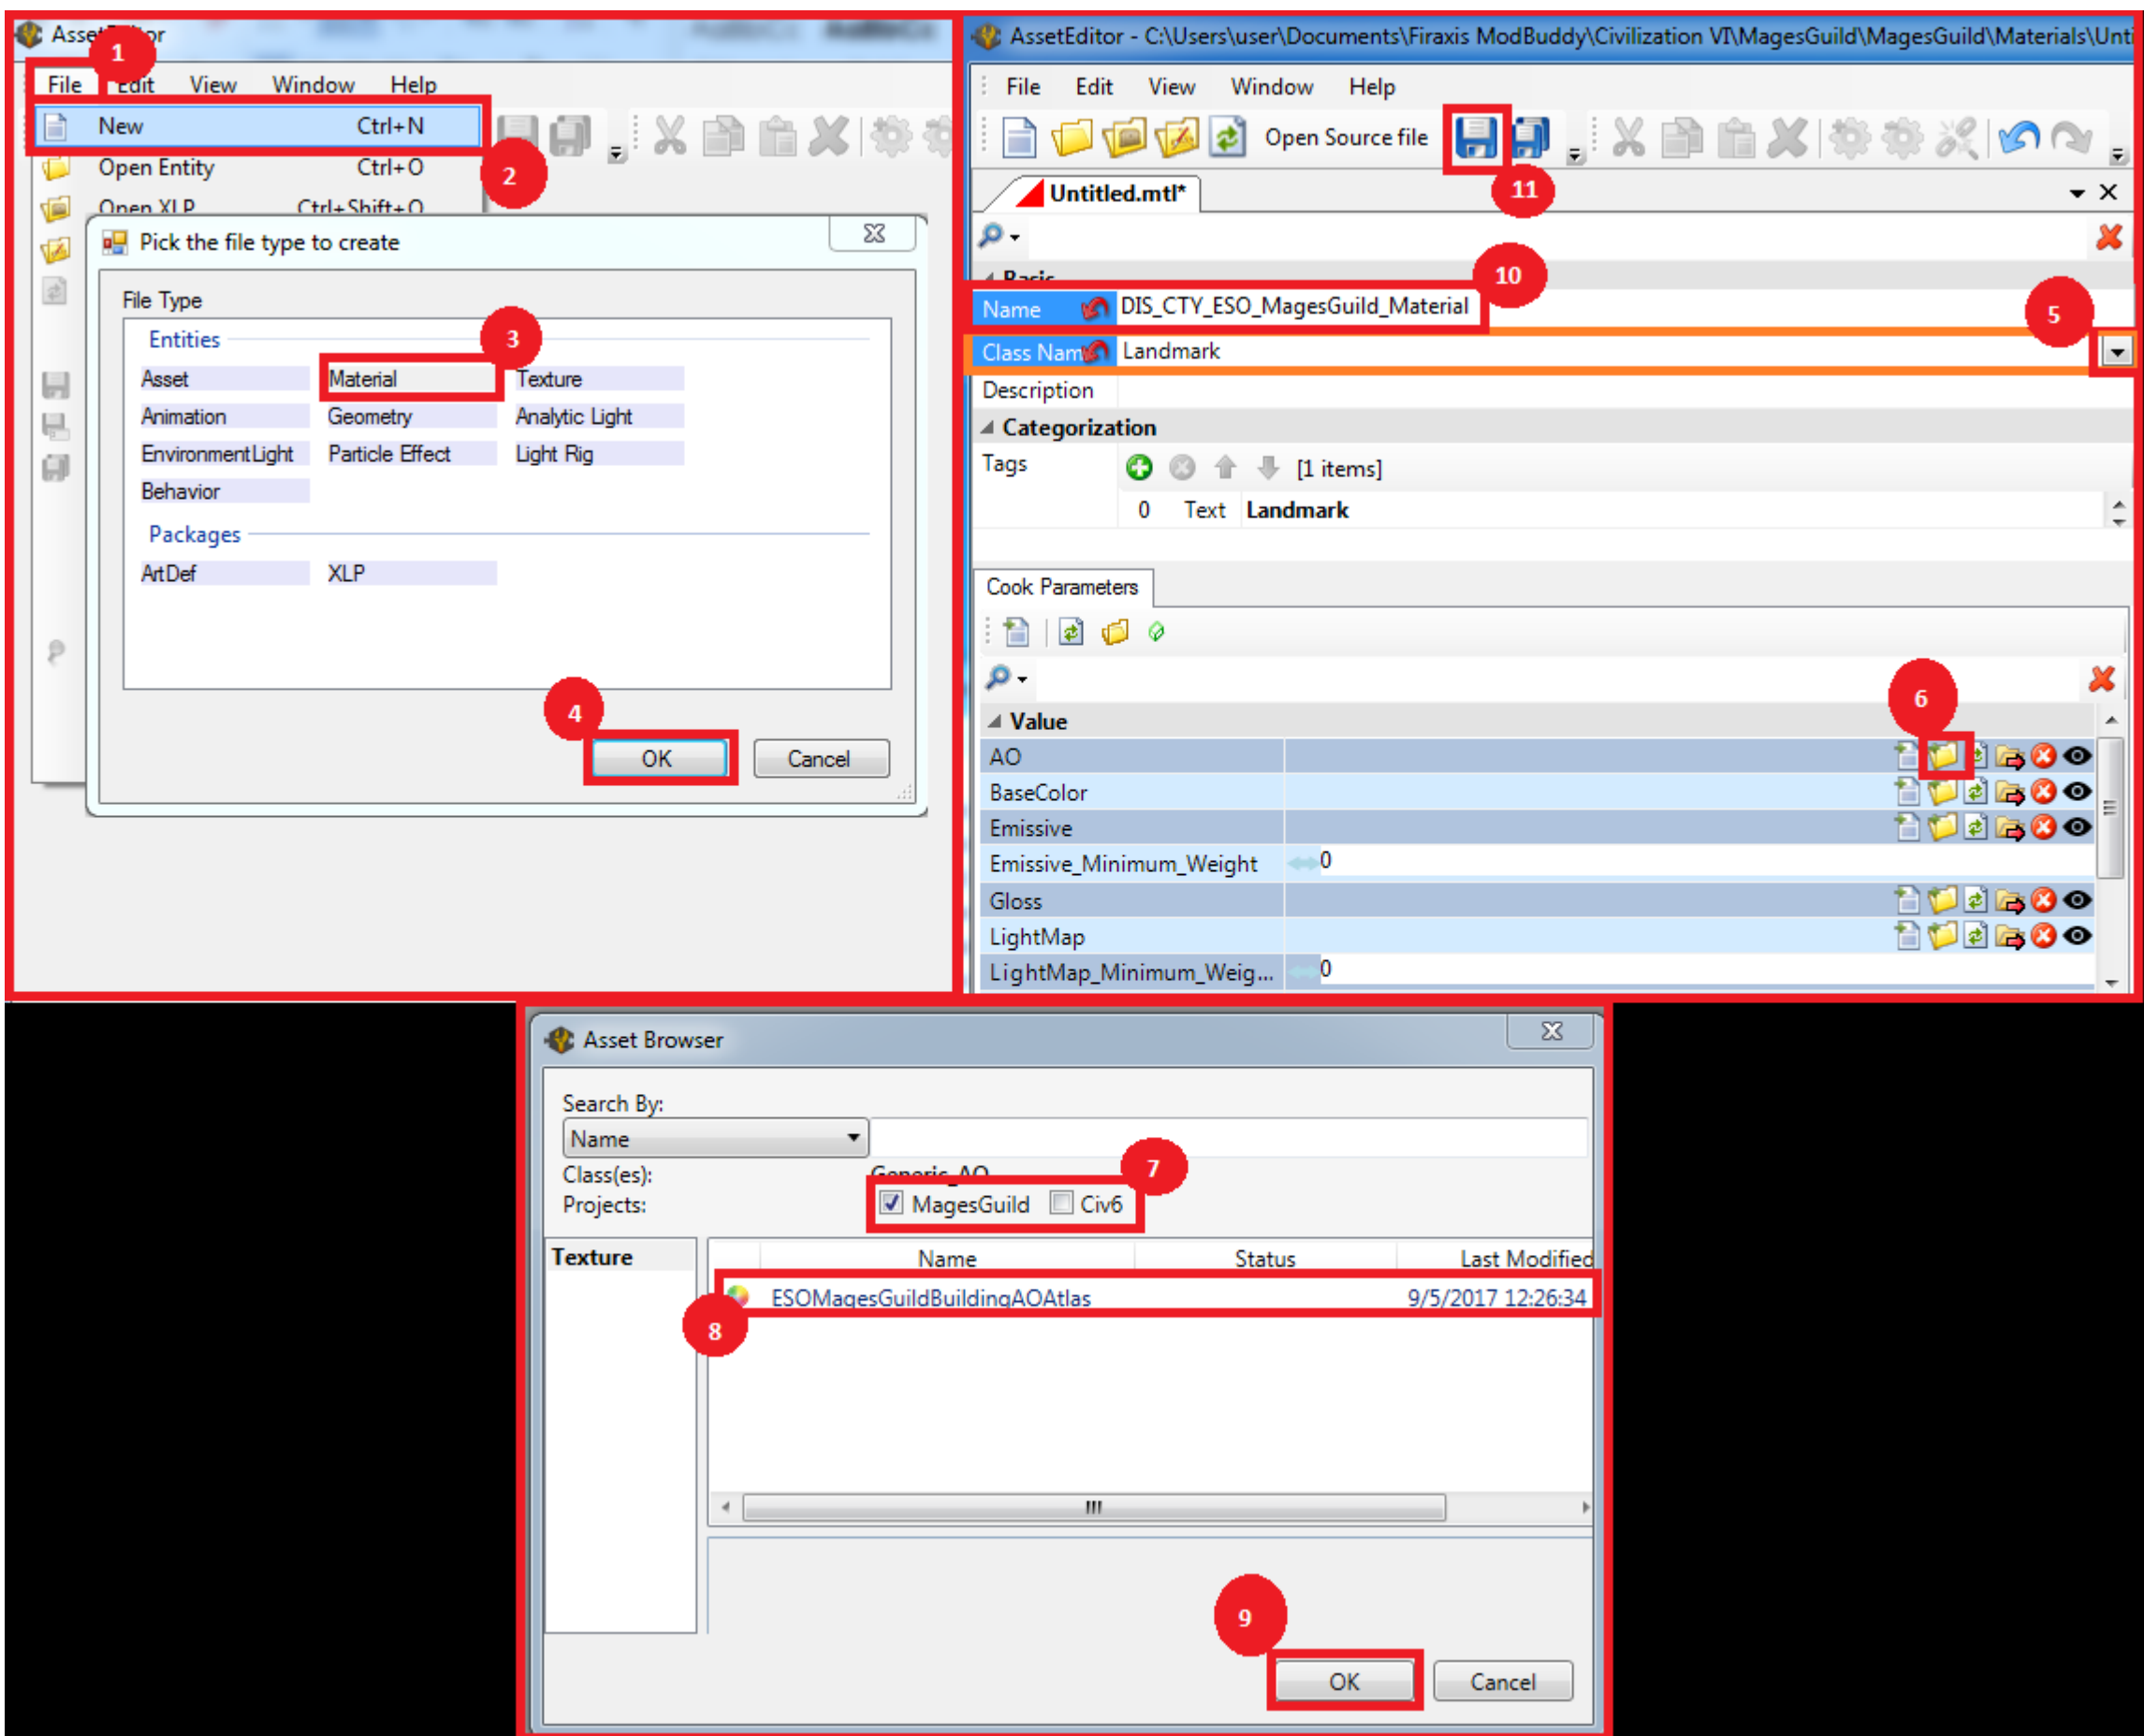 AssetEditor
1
File Edit View Window Help
New Ctrl+N
2
Open Entity Ctrl+O
Open XLP Ctrl+Shift+O
Pick the file type to create
File Type
Entities
3
Asset Material Texture
Animation Geometry Analytic Light
EnvironmentLight Particle Effect Light Rig
Behavior
Packages
ArtDef XLP
4
OK Cancel
AssetEditor - C:\Users\user\Documents\Firaxis ModBuddy\Civilization VI\MagesGuild\MagesGuild\Materials\Unti
File Edit View Window Help
Open Source file
11
Untitled.mtl*
Basic
10
Name DIS_CTY_ESO_MagesGuild_Material
5
Class Nam Landmark
Description
Categorization
Tags [1 items]
0 Text Landmark
Cook Parameters
6
Value
AO
BaseColor
Emissive
Emissive_Minimum_Weight 0
Gloss
LightMap
LightMap_Minimum_Weig... 0
Asset Browser
Search By:
Name
7
Class(es): Generic_AO
Projects: MagesGuild Civ6
Texture Name Status Last Modified
ESOMagesGuildBuildingAOAtlas 9/5/2017 12:26:34
8
9
OK Cancel